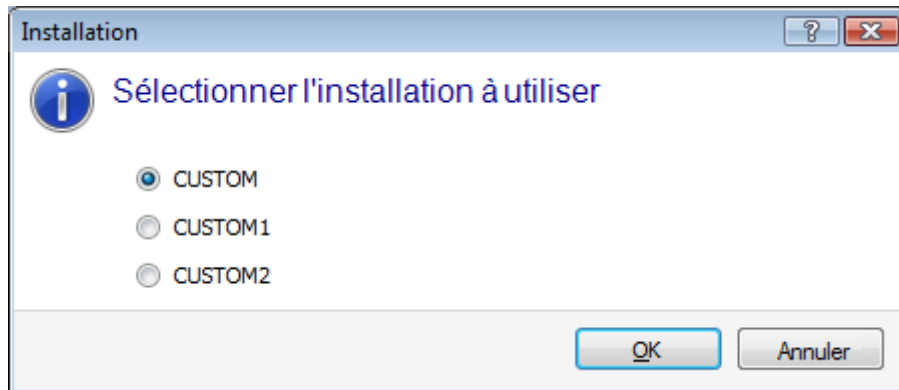 Installation
Sélectionner l'installation à utiliser
CUSTOM
CUSTOM1
CUSTOM2
OK
Annuler